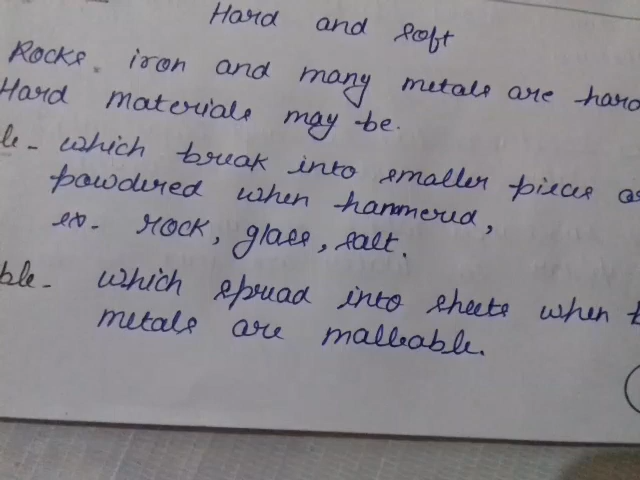 Hard and soft
Rocks. iron and many metals are hard
Hard materials may be.
le- which break into smaller pieces or
powdered when hammered,
ex. rock, glass, salt.
ble- which spread into sheets when b
metals are malleable.